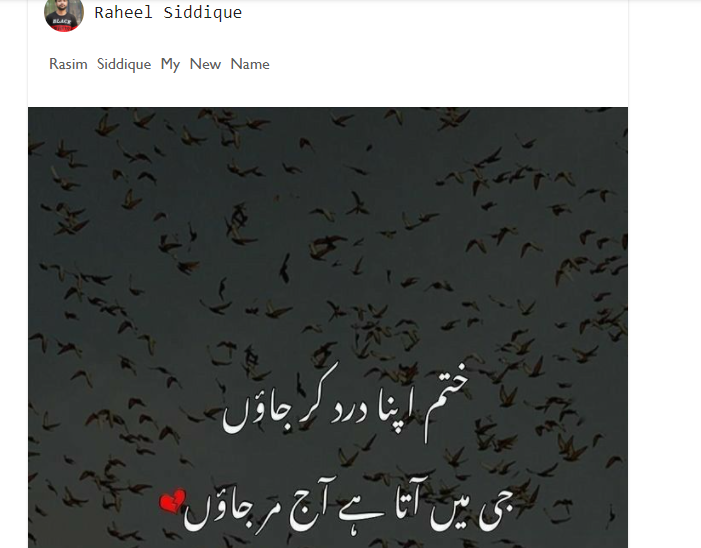 Raheel Siddique
BLACK
Rasim Siddique My New Name
ختم اپنا درد کر جاؤں
جی میں آتا ہے آج مر جاؤں